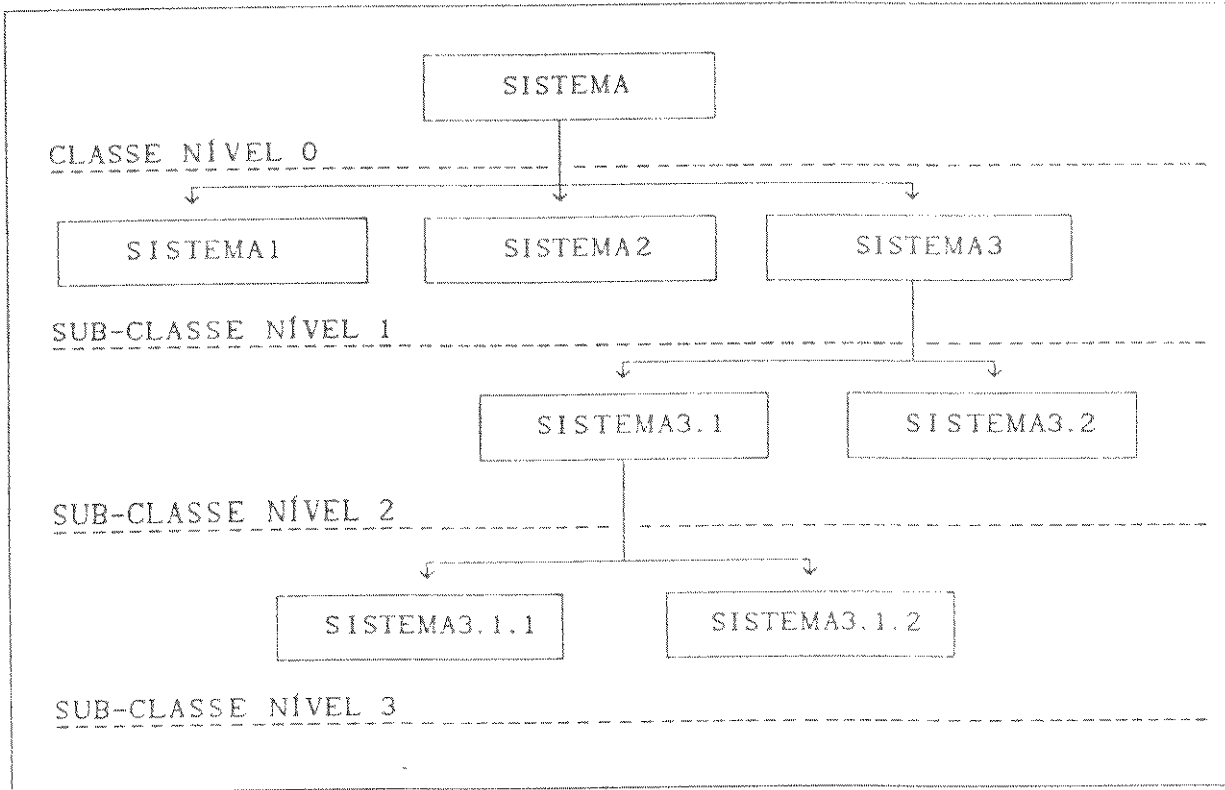 SISTEMA
CLASSE NÍVEL 0
SISTEMA1 SISTEMA2 SISTEMA3
SUB-CLASSE NÍVEL 1
SISTEMA3.1 SISTEMA3.2
SUB-CLASSE NÍVEL 2
SISTEMA3.1.1 SISTEMA3.1.2
SUB-CLASSE NÍVEL 3